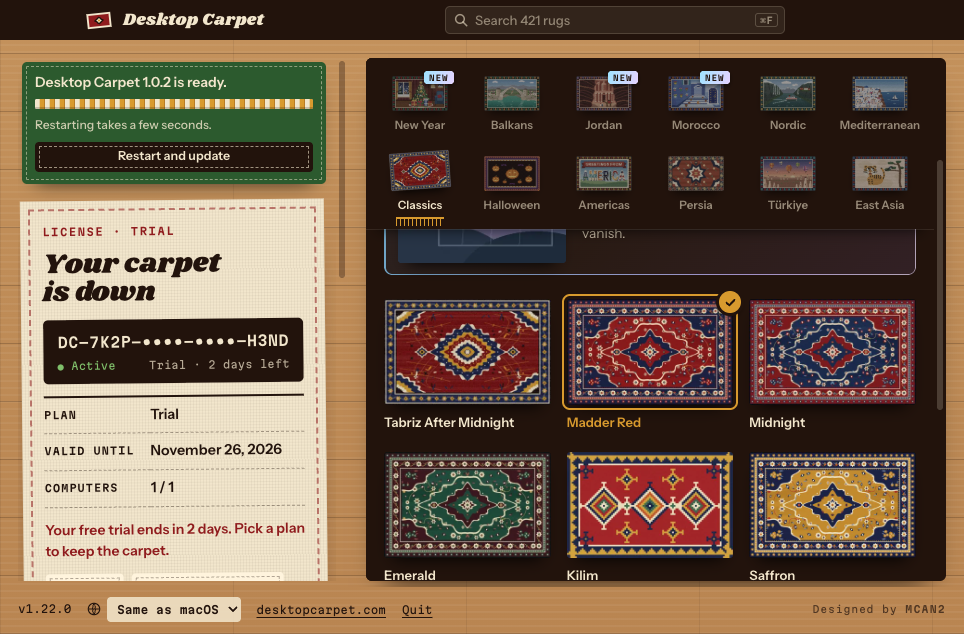 Desktop Carpet
Search 421 rugs
⌘F
Desktop Carpet 1.0.2 is ready.
Restarting takes a few seconds.
Restart and update
LICENSE · TRIAL
Your carpet
is down
DC-7K2P-••••-••••-H3ND
● Active
Trial · 2 days left
PLAN
Trial
VALID UNTIL
November 26, 2026
COMPUTERS
1 / 1
Your free trial ends in 2 days. Pick a plan
to keep the carpet.
NEW
NEW
NEW
New Year
Balkans
Jordan
Morocco
Nordic
Mediterranean
Classics
Halloween
Americas
Persia
Türkiye
East Asia
vanish.
Tabriz After Midnight
Madder Red
Midnight
Emerald
Kilim
Saffron
v1.22.0
Same as macOS
desktopcarpet.com
Quit
Designed by MCAN2